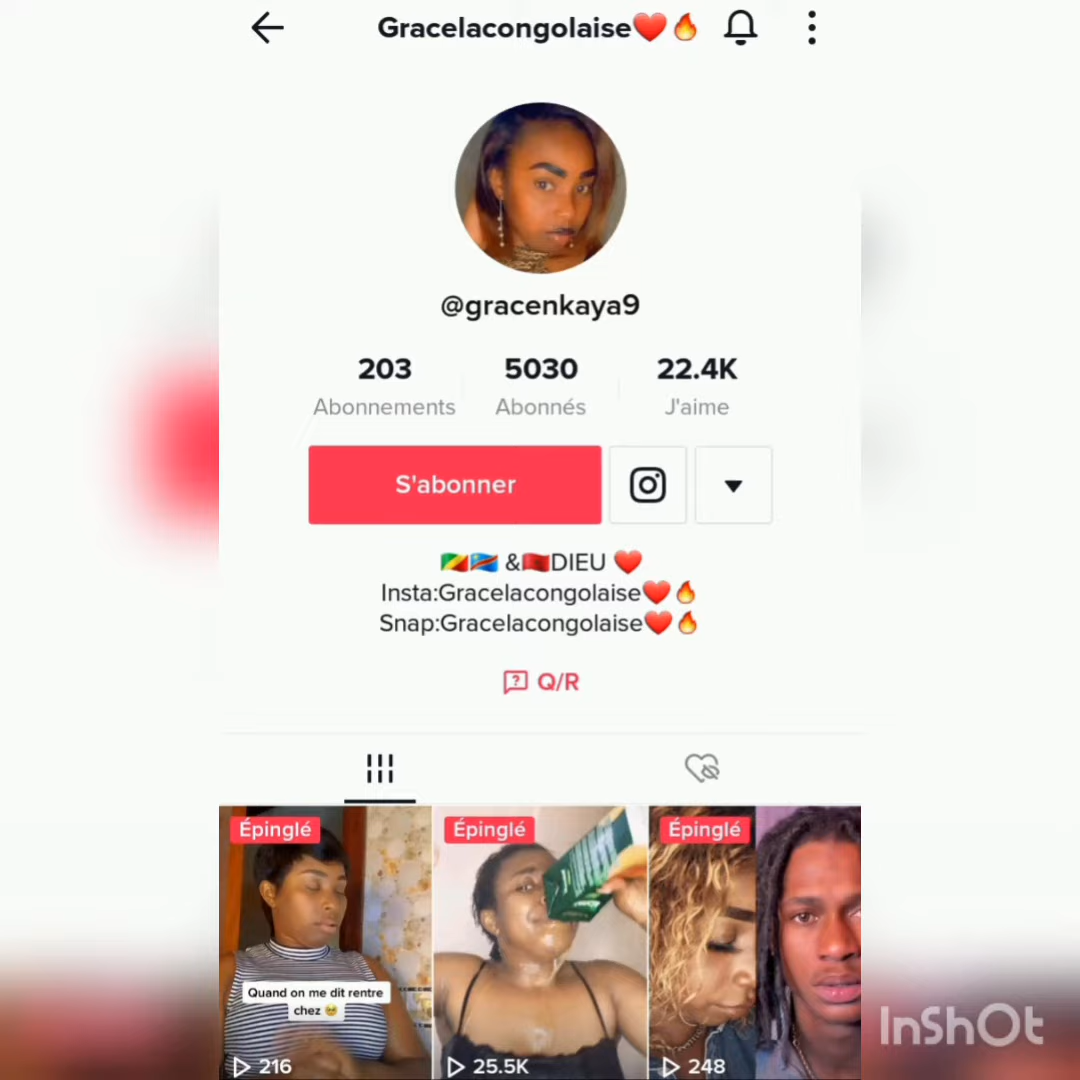 Gracelacongolaise❤️🔥
@gracenkaya9
203 5030 22.4K
Abonnements Abonnés J'aime
S'abonner
🇨🇬🇨🇩 &🇲🇦DIEU ❤️
Insta:Gracelacongolaise❤️🔥
Snap:Gracelacongolaise❤️🔥
Q/R
Épinglé Épinglé Épinglé
Quand on me dit rentre
chez 🥹
216 25.5K 248
InShOt